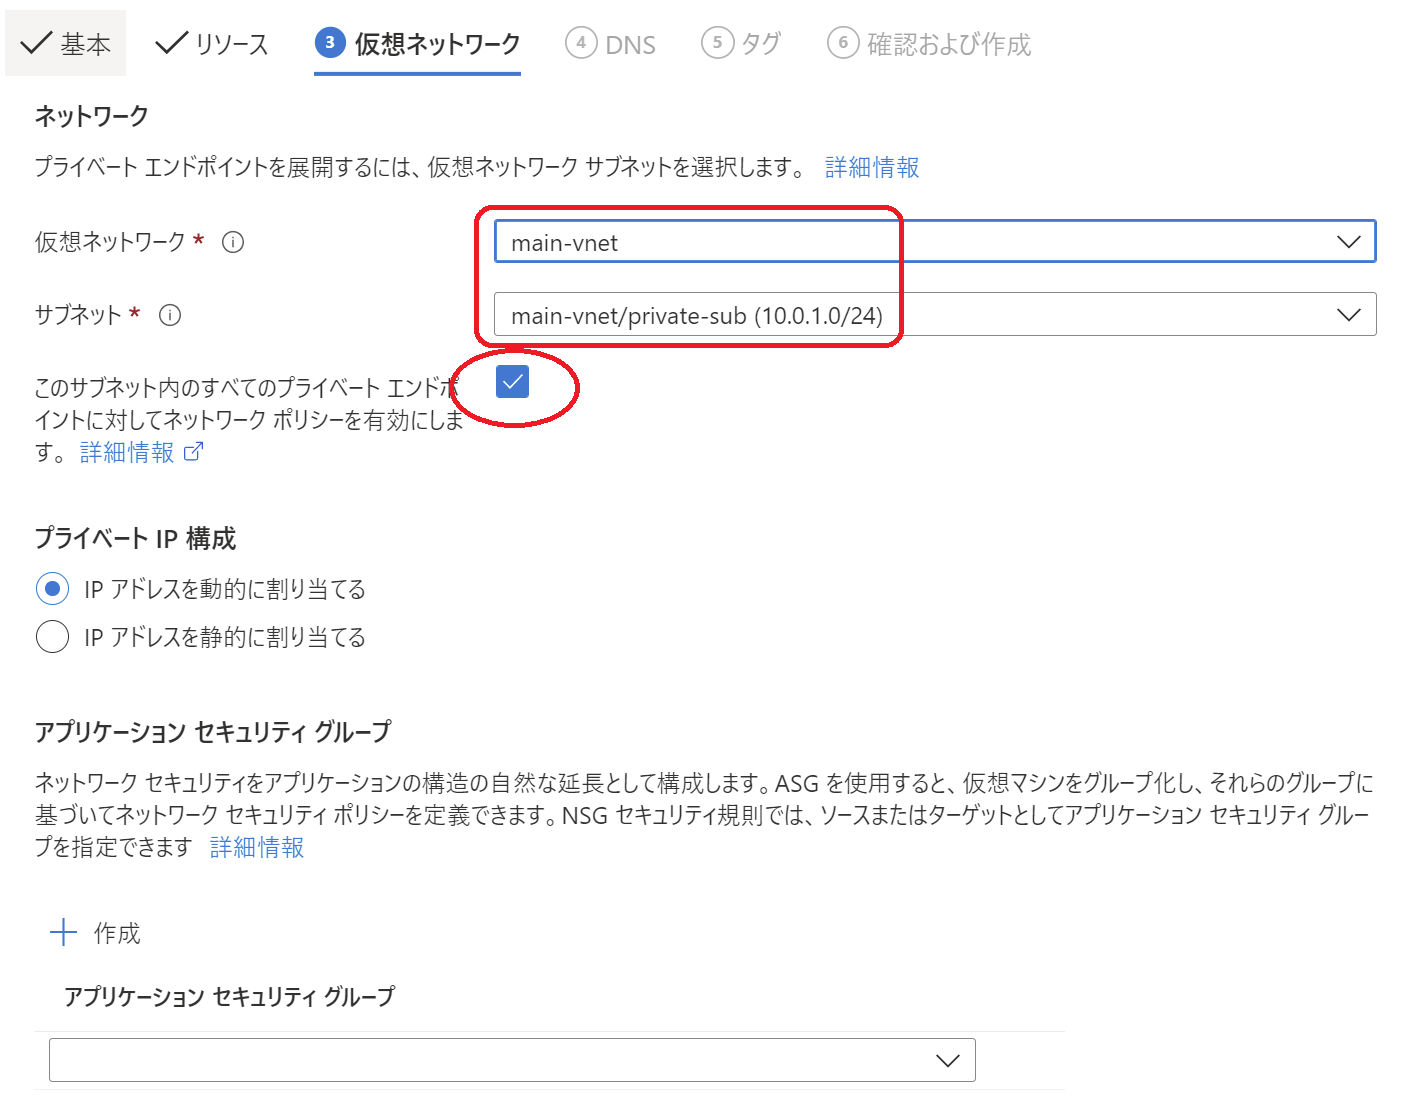 基本 リソース 3 仮想ネットワーク 4 DNS 5 タグ 6 確認および作成
ネットワーク
プライベート エンドポイントを展開するには、仮想ネットワーク サブネットを選択します。 詳細情報
仮想ネットワーク * main-vnet
サブネット * main-vnet/private-sub (10.0.1.0/24)
このサブネット内のすべてのプライベート エンドポ
イントに対してネットワーク ポリシーを有効にしま
す。 詳細情報
プライベート IP 構成
IP アドレスを動的に割り当てる
IP アドレスを静的に割り当てる
アプリケーション セキュリティ グループ
ネットワーク セキュリティをアプリケーションの構造の自然な延長として構成します。ASG を使用すると、仮想マシンをグループ化し、それらのグループに
基づいてネットワーク セキュリティ ポリシーを定義できます。NSG セキュリティ規則では、ソースまたはターゲットとしてアプリケーション セキュリティ グルー
プを指定できます 詳細情報
作成
アプリケーション セキュリティ グループ